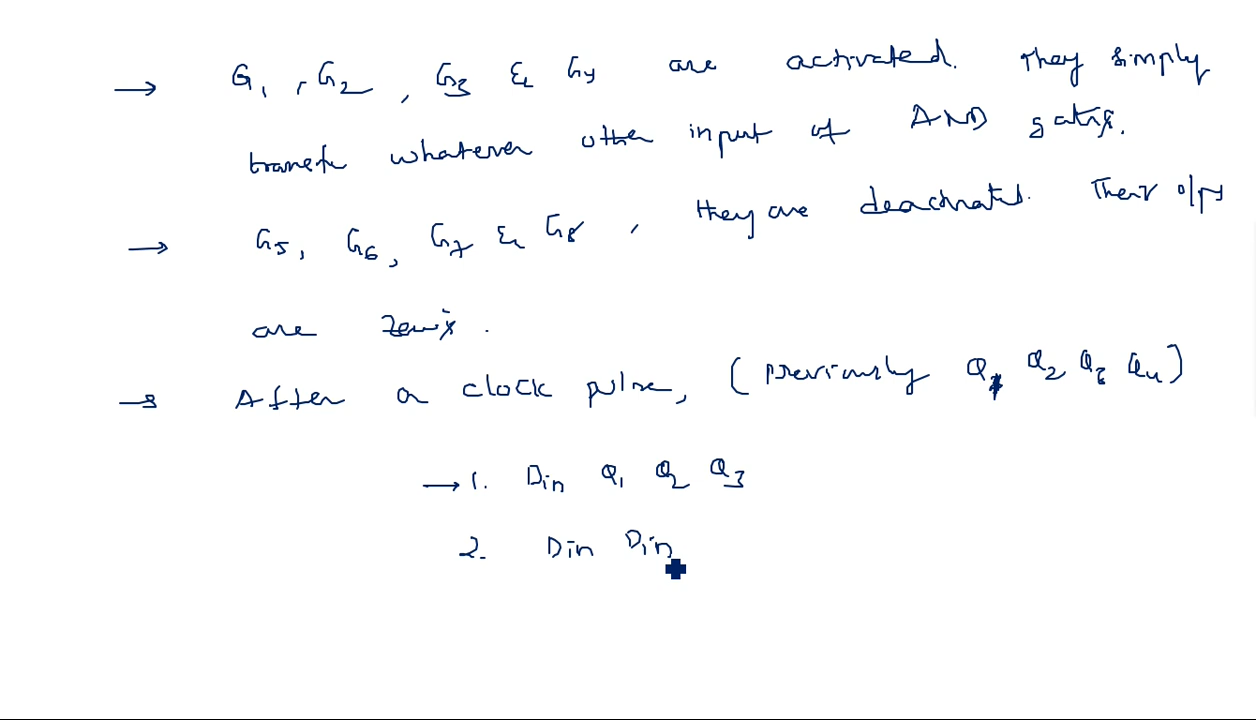 → G1, G2, G3 & G4 are activated. They simply
transfer whatever other input of AND gates.
→ G5, G6, G7 & G8, they are deactivated. Their o/ps
are zeros.
→ After a clock pulse, (previously Q1 Q2 Q3 Q4)
→ 1. Din Q1 Q2 Q3
2. Din Din